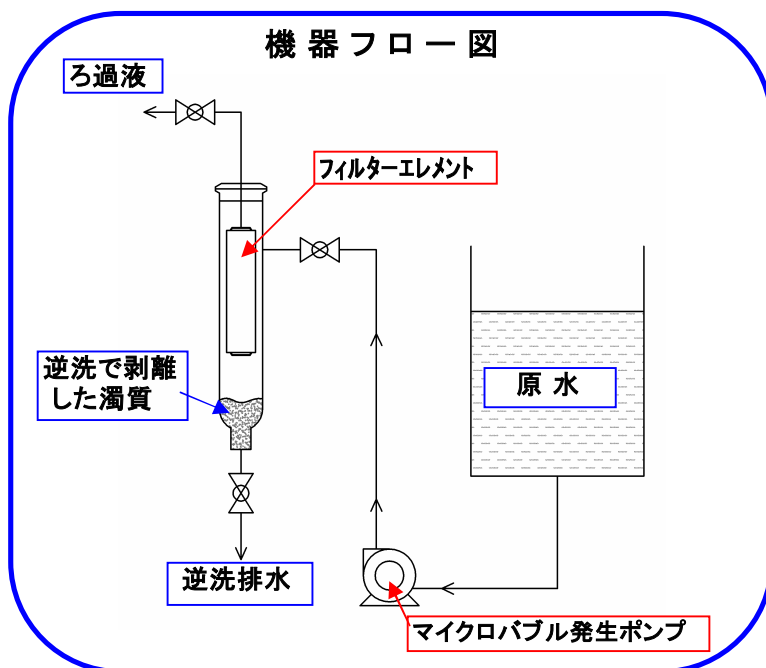 機器フロー図
ろ過液
フィルターエレメント
逆洗で剥離
した濁質
原水
逆洗排水
マイクロバブル発生ポンプ